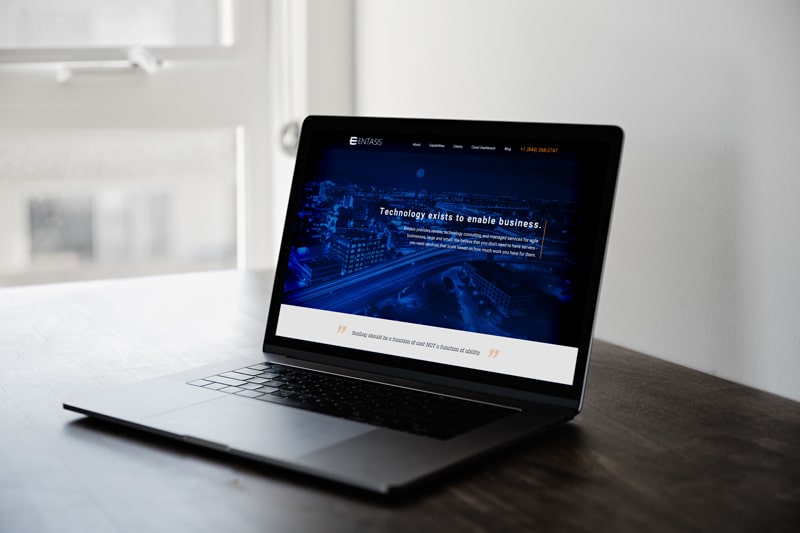 ENTASIS
About Capabilities Clients Cloud Dashboard Blog +1 (844) 368-2747
Technology exists to enable business.
Entasis provides vendor technology consulting and managed services for agile
businesses, large and small. We believe that you don't need to have servers -
you need services that scale based on how much work you have for them.
Scaling should be a function of cost NOT a function of ability.